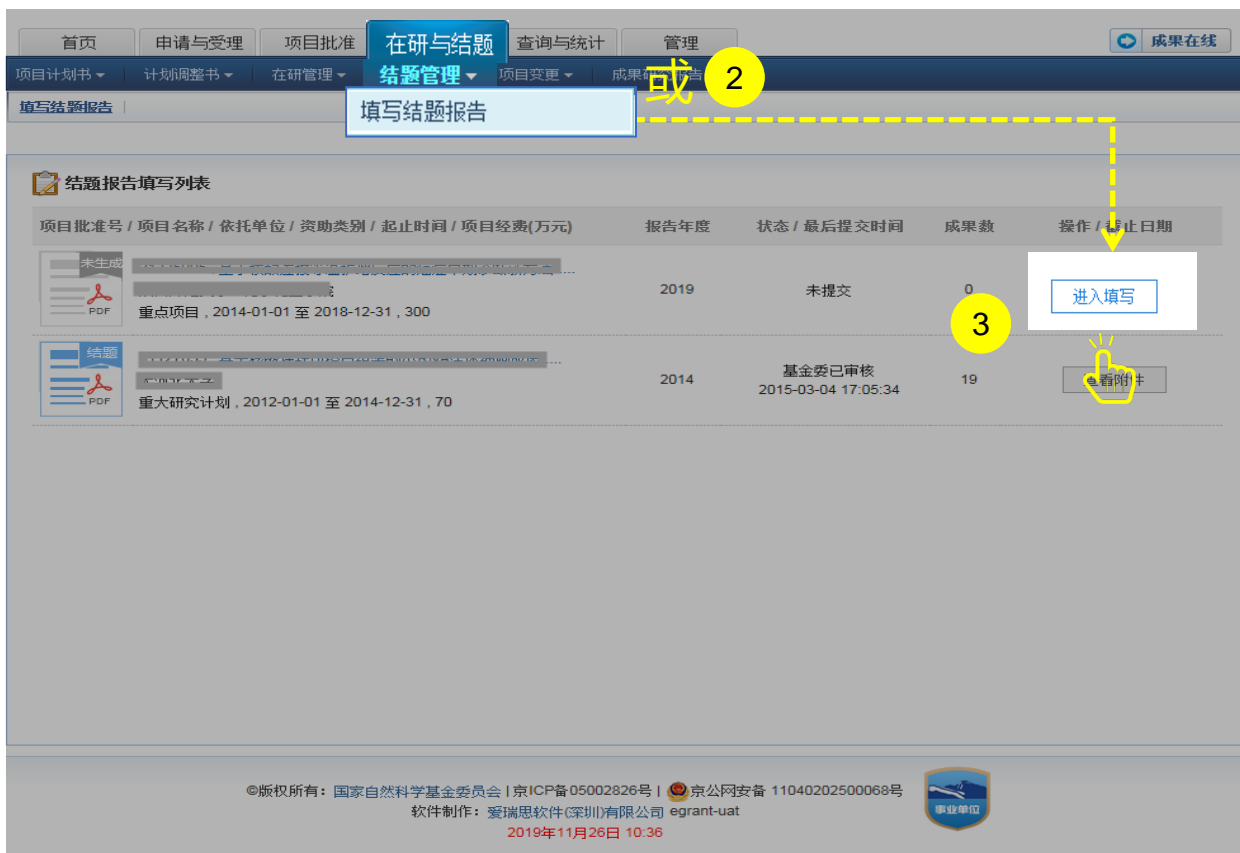 首页 申请与受理 项目批准 在研与结题 查询与统计 管理 成果在线
项目计划书 计划调整书 在研管理 结题管理 项目变更 成果研究报告
或 2
填写结题报告
填写结题报告
结题报告填写列表
项目批准号 / 项目名称 / 依托单位 / 资助类别 / 起止时间 / 项目经费(万元) 报告年度 状态 / 最后提交时间 成果数 操作 / 截止日期
未生成
PDF
重点项目 , 2014-01-01 至 2018-12-31 , 300
2019 未提交 0 进入填写
3
结题
PDF
重大研究计划 , 2012-01-01 至 2014-12-31 , 70
2014 基金委已审核 19 查看附件
2015-03-04 17:05:34
©版权所有：国家自然科学基金委员会 | 京ICP备05002826号 | 京公网安备 11040202500068号
软件制作：爱瑞思软件(深圳)有限公司 egrant-uat
2019年11月26日 10:36
事业单位